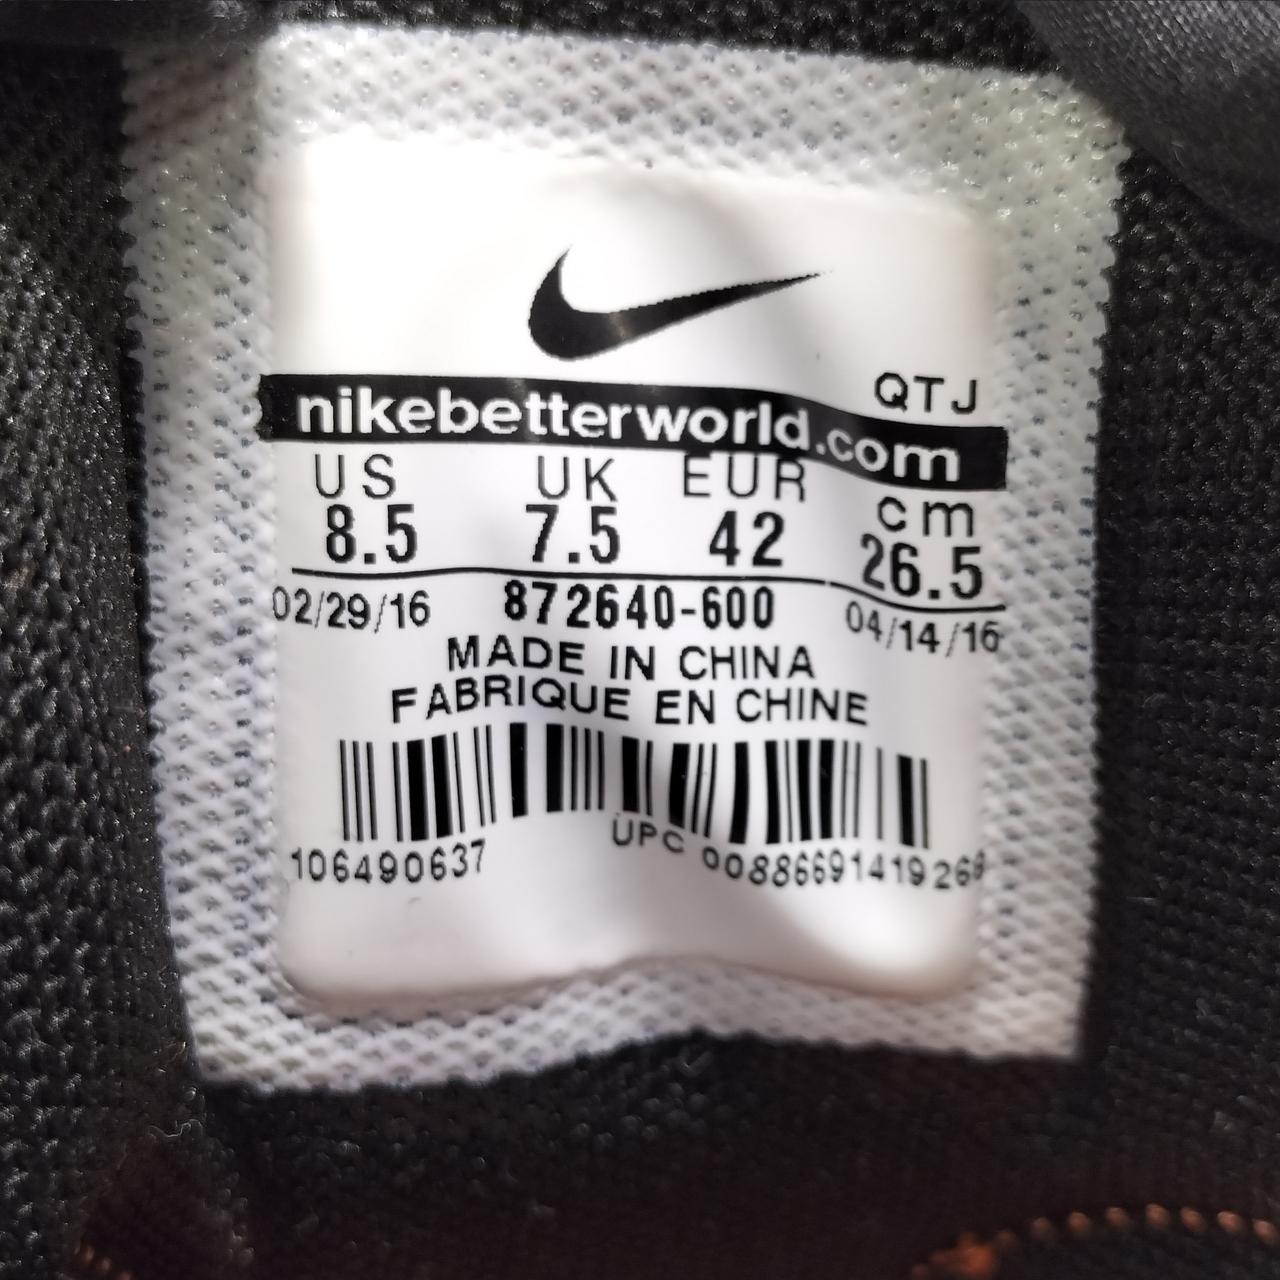 QTJ
nikebetterworld.com
US UK EUR cm
8.5 7.5 42 26.5
02/29/16 872640-600 04/14/16
MADE IN CHINA
FABRIQUE EN CHINE
106490637 UPC